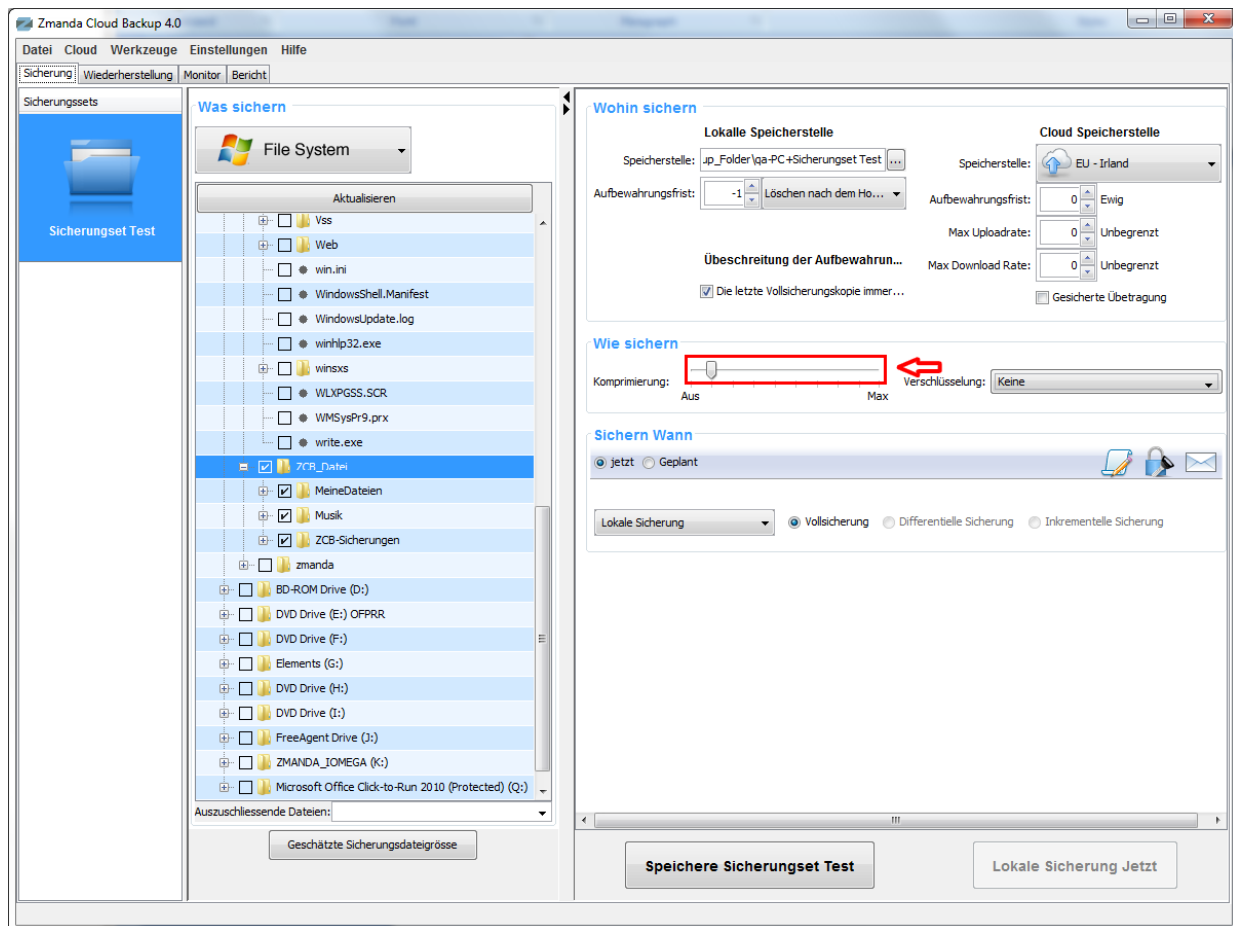 Zmanda Cloud Backup 4.0
Datei Cloud Werkzeuge Einstellungen Hilfe
Sicherung Wiederherstellung Monitor Bericht
Sicherungssets
Sicherungset Test
Was sichern
File System
Aktualisieren
Vss
Web
win.ini
WindowsShell.Manifest
WindowsUpdate.log
winhlp32.exe
winsxs
WLXPGSS.SCR
WMSysPr9.prx
write.exe
ZCB_Datei
MeineDateien
Musik
ZCB-Sicherungen
zmanda
BD-ROM Drive (D:)
DVD Drive (E:) OFPRR
DVD Drive (F:)
Elements (G:)
DVD Drive (H:)
DVD Drive (I:)
FreeAgent Drive (J:)
ZMANDA_IOMEGA (K:)
Microsoft Office Click-to-Run 2010 (Protected) (Q:)
Auszuschliessende Dateien:
Geschätzte Sicherungsdateigrösse
Wohin sichern
Lokalle Speicherstelle
Speicherstelle: up_Folder\qa-PC+Sicherungset Test ...
Aufbewahrungsfrist: -1 Löschen nach dem Ho...
Übeschreitung der Aufbewahrun...
Die letzte Vollsicherungskopie immer...
Cloud Speicherstelle
Speicherstelle: EU - Irland
Aufbewahrungsfrist: 0 Ewig
Max Uploadrate: 0 Unbegrenzt
Max Download Rate: 0 Unbegrenzt
Gesicherte Übetragung
Wie sichern
Komprimierung:
Aus Max
Verschlüsselung: Keine
Sichern Wann
jetzt Geplant
Lokale Sicherung Vollsicherung Differentielle Sicherung Inkrementelle Sicherung
Speichere Sicherungset Test
Lokale Sicherung Jetzt